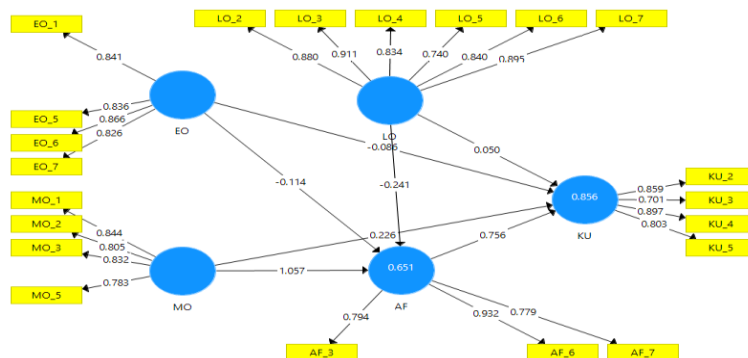 EO_1
LO_2
LO_3
LO_4
LO_5
LO_6
LO_7
0.841
0.880
0.911
0.834
0.740
0.840
0.895
EO_5
EO_6
EO_7
0.836
0.866
0.826
EO
LO
-0.086
0.050
-0.114
-0.241
MO_1
MO_2
MO_3
MO_5
0.844
0.805
0.832
0.783
MO
0.226
1.057
0.756
0.651
AF
0.856
KU
0.859
0.701
0.897
0.803
KU_2
KU_3
KU_4
KU_5
0.794
0.932
0.779
AF_3
AF_6
AF_7